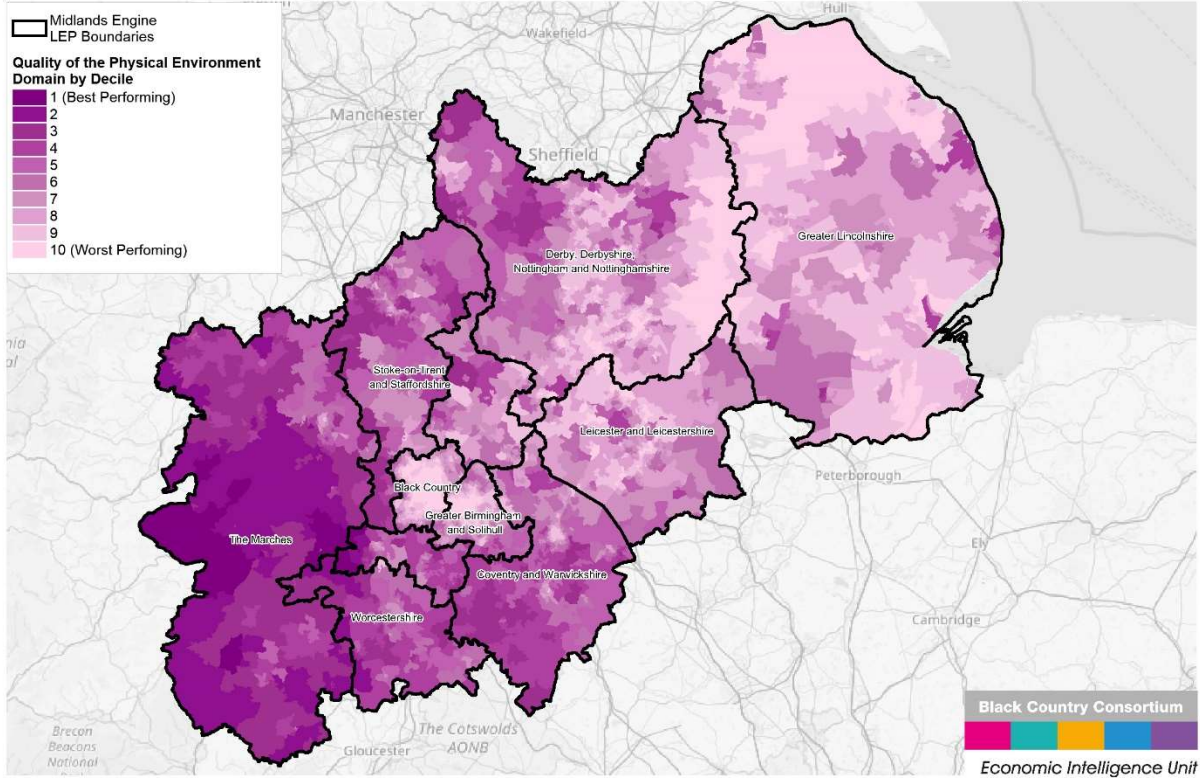 Midlands Engine
LEP Boundaries
Quality of the Physical Environment
Domain by Decile
1 (Best Performing)
2
3
4
5
6
7
8
9
10 (Worst Perfoming)
Hull
Wakefield
Manchester
Sheffield
Greater Lincolnshire
Derby, Derbyshire,
Nottingham and Nottinghamshire
Stoke-on-Trent
and Staffordshire
Leicester and Leicestershire
Peterborough
Black Country
Greater Birmingham
and Solihull
The Marches
Ely
Coventry and Warwickshire
Worcestershire
Cambridge
The Cotswolds
AONB
Brecon
Beacons
National
Gloucester
Black Country Consortium
Economic Intelligence Unit